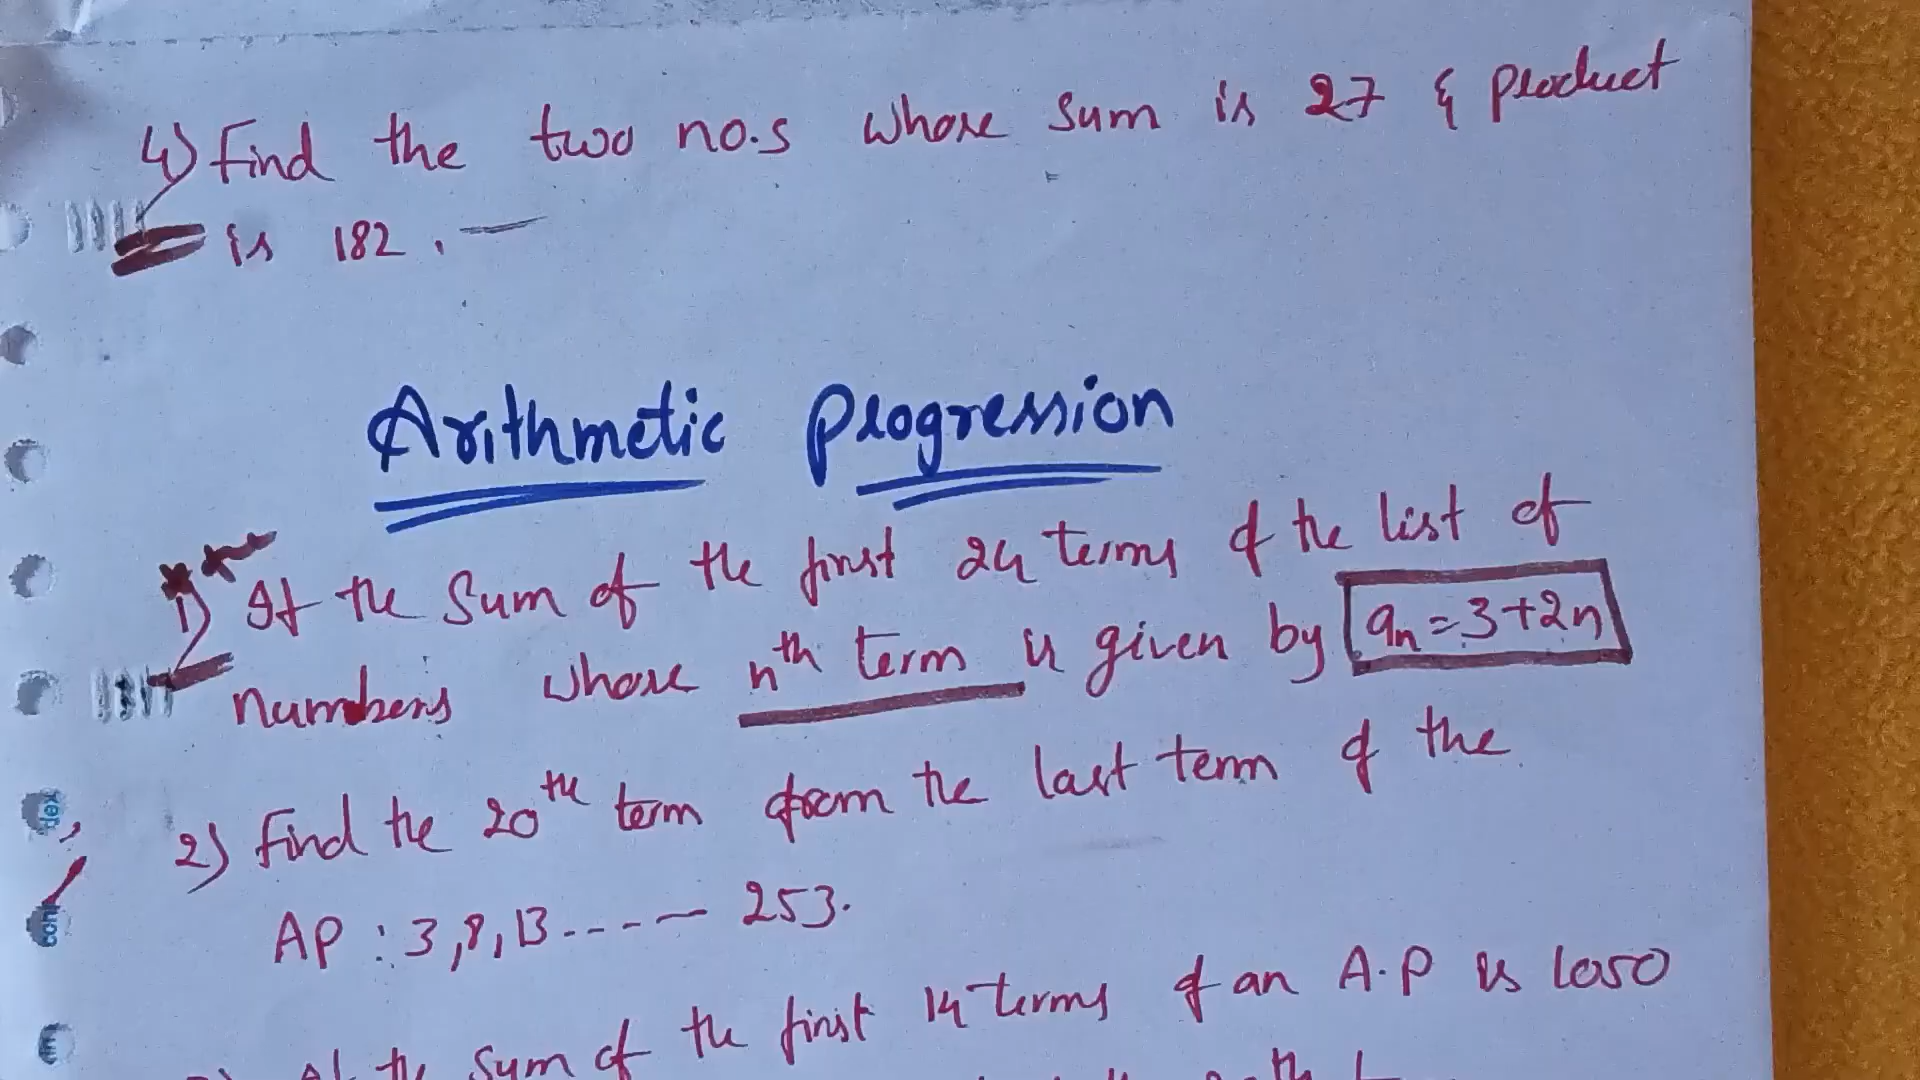 4) Find the two no.s whose sum is 27 & product
is 182.
Arithmetic Progression
1) If the sum of the first 24 terms of the list of
numbers whose nth term is given by an = 3+2n
2) Find the 20th term from the last term of the
AP : 3,8,13----- 253.
sum of the first 14 terms of an A.P is 1050